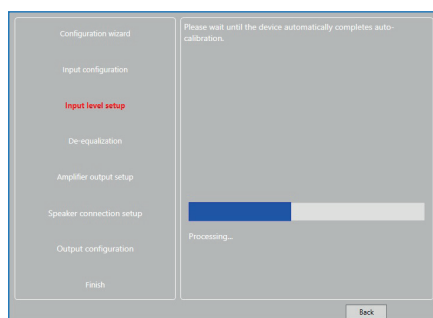 Configuration wizard
Input configuration
Input level setup
De-equalization
Amplifier output setup
Speaker connection setup
Output configuration
Finish
Please wait until the device automatically completes auto-
calibration.
Processing...
Back